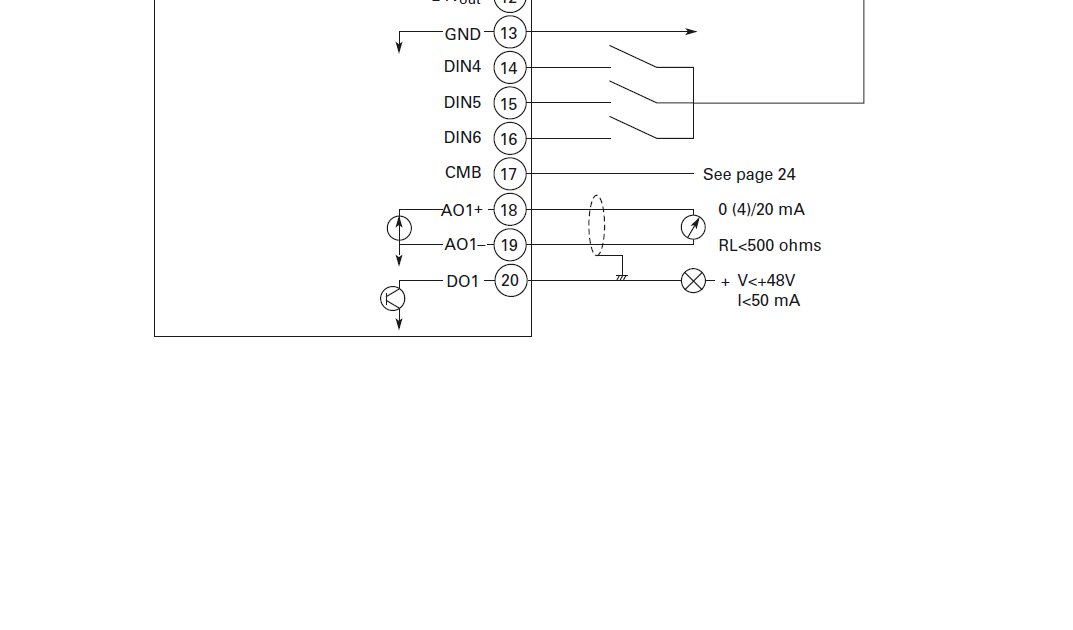 GND 13
DIN4 14
DIN5 15
DIN6 16
CMB 17 See page 24
AO1+ 18 0 (4)/20 mA
AO1– 19 RL<500 ohms
DO1 20 + V<+48V
I<50 mA